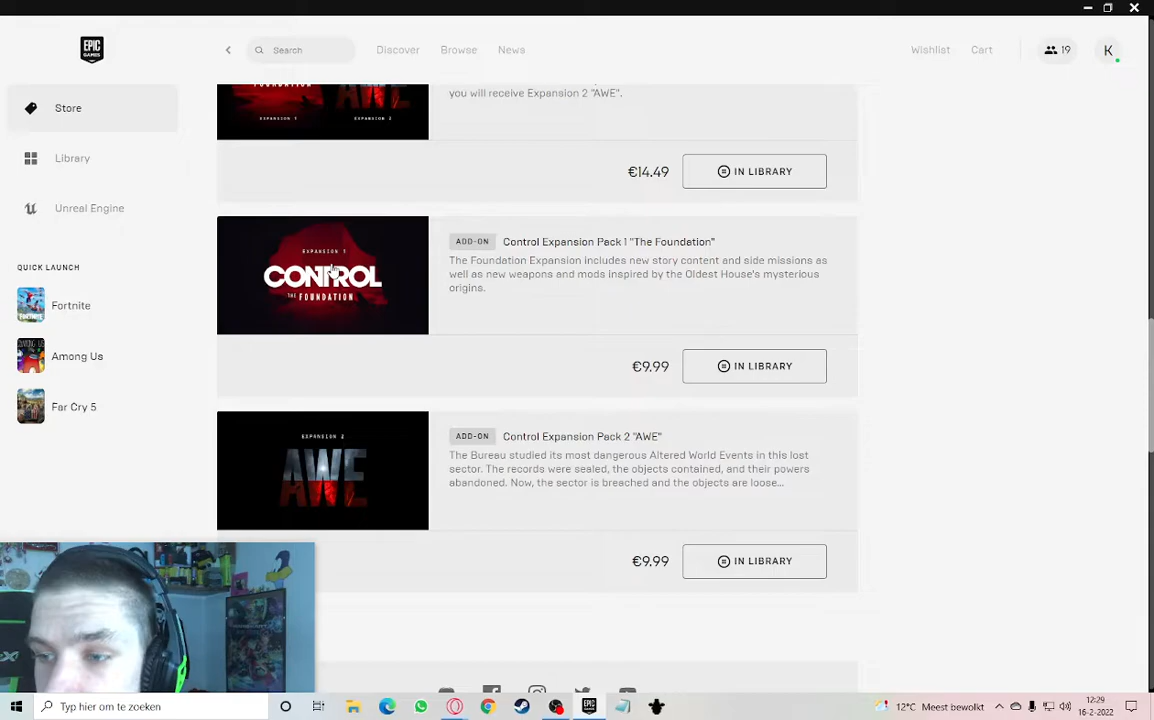 EPIC
GAMES
Search
Discover
Browse
News
Wishlist
Cart
19
K
Store
Library
Unreal Engine
QUICK LAUNCH
Fortnite
Among Us
Far Cry 5
FOUNDATION
AWE
EXPANSION 1
EXPANSION 2
you will receive Expansion 2 "AWE".
€14.49
IN LIBRARY
EXPANSION 1
CONTROL
THE FOUNDATION
ADD-ON
Control Expansion Pack 1 "The Foundation"
The Foundation Expansion includes new story content and side missions as
well as new weapons and mods inspired by the Oldest House's mysterious
origins.
€9.99
IN LIBRARY
EXPANSION 2
AWE
ADD-ON
Control Expansion Pack 2 "AWE"
The Bureau studied its most dangerous Altered World Events in this lost
sector. The records were sealed, the objects contained, and their powers
abandoned. Now, the sector is breached and the objects are loose...
€9.99
IN LIBRARY
Typ hier om te zoeken
12°C Meest bewolkt
12:29
16-2-2022